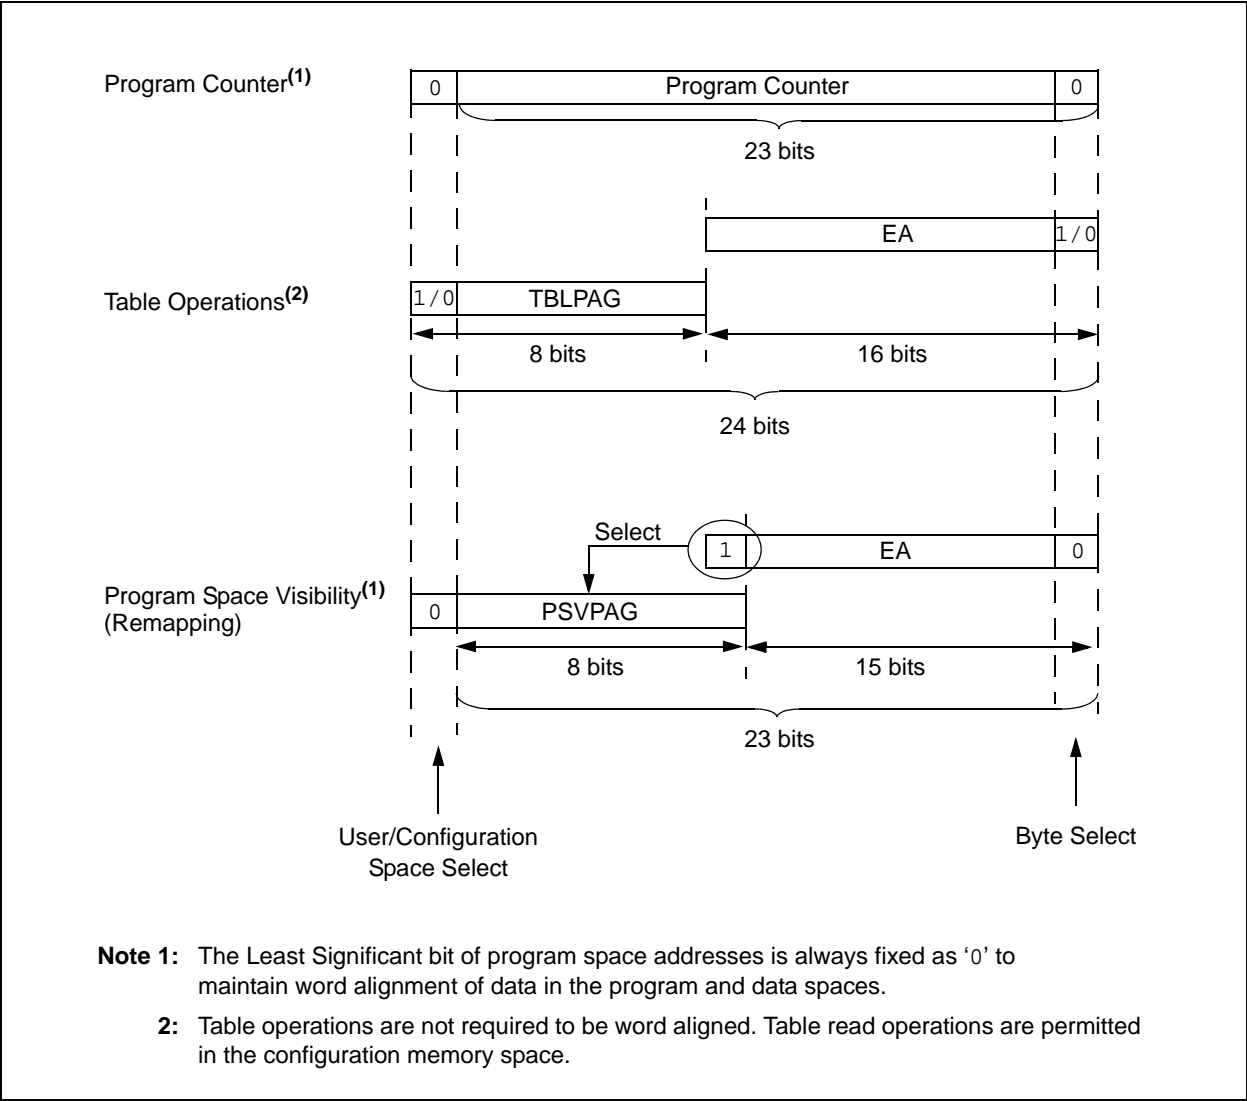 Program Counter(1)
0
Program Counter
0
23 bits
EA
1/0
Table Operations(2)
1/0
TBLPAG
8 bits
16 bits
24 bits
Select
1
EA
0
Program Space Visibility(1)
(Remapping)
0
PSVPAG
8 bits
15 bits
23 bits
User/Configuration
Space Select
Byte Select
Note 1: The Least Significant bit of program space addresses is always fixed as ‘0’ to
maintain word alignment of data in the program and data spaces.
2: Table operations are not required to be word aligned. Table read operations are permitted
in the configuration memory space.